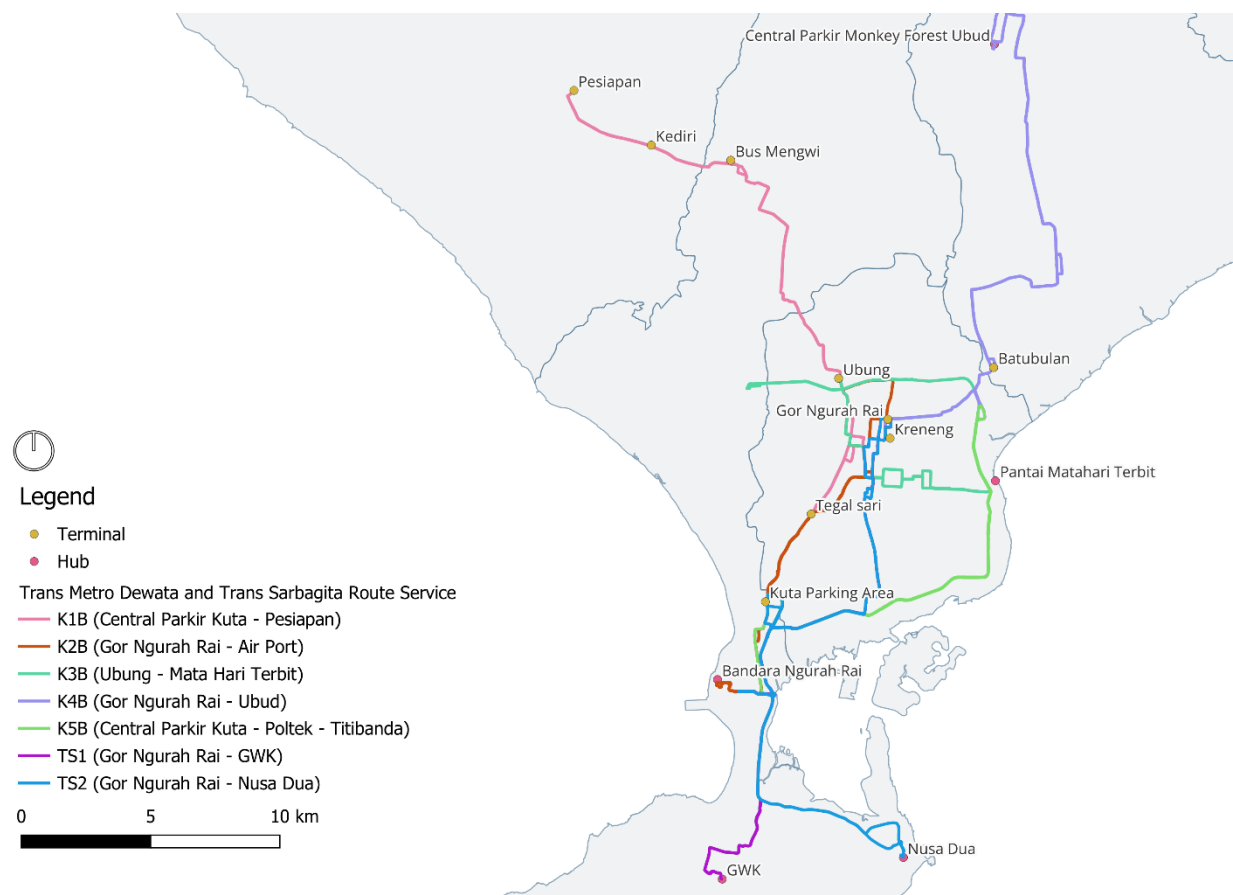 Central Parkir Monkey Forest Ubud
Pesiapan
Kediri
Bus Mengwi
Ubung
Batubulan
Gor Ngurah Rai
Kreneng
Pantai Matahari Terbit
Tegal sari
Kuta Parking Area
Bandara Ngurah Rai
Nusa Dua
GWK
Legend
Terminal
Hub
Trans Metro Dewata and Trans Sarbagita Route Service
K1B (Central Parkir Kuta - Pesiapan)
K2B (Gor Ngurah Rai - Air Port)
K3B (Ubung - Mata Hari Terbit)
K4B (Gor Ngurah Rai - Ubud)
K5B (Central Parkir Kuta - Poltek - Titibanda)
TS1 (Gor Ngurah Rai - GWK)
TS2 (Gor Ngurah Rai - Nusa Dua)
0 5 10 km